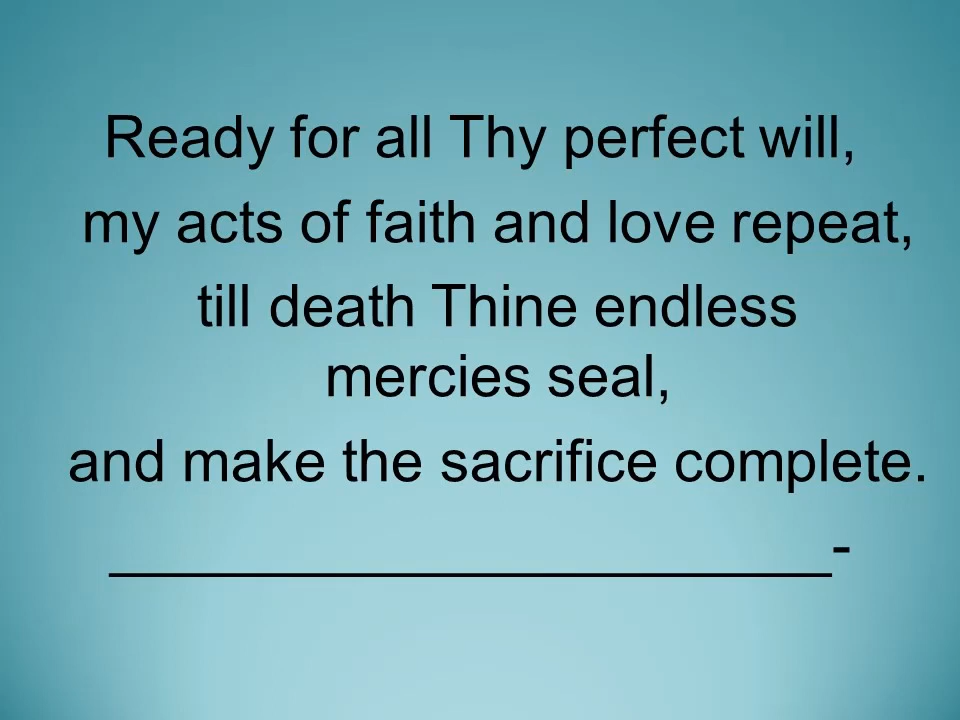 Ready for all Thy perfect will,
my acts of faith and love repeat,
till death Thine endless
mercies seal,
and make the sacrifice complete.
______________________-